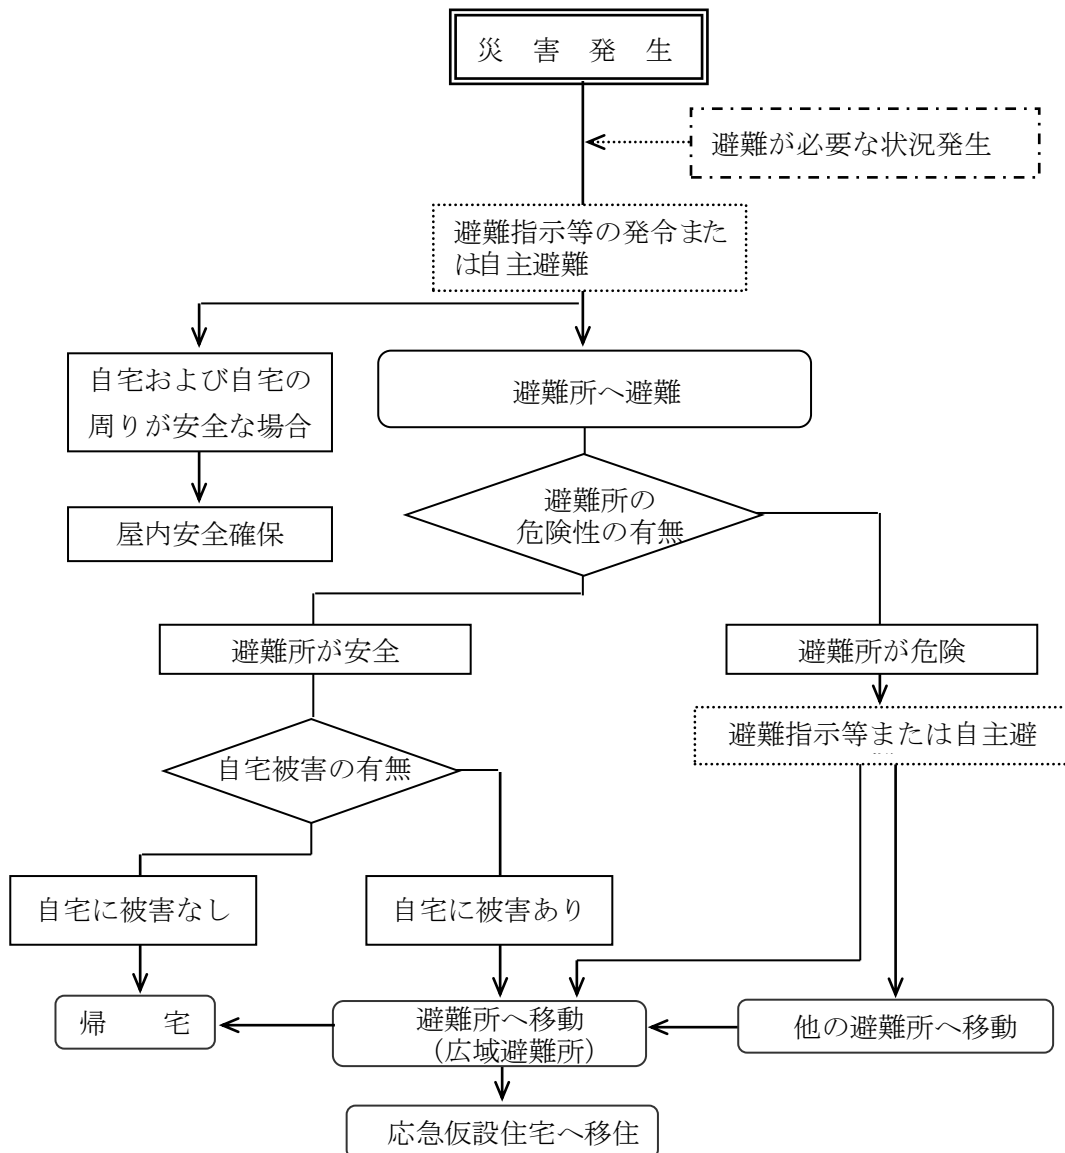 災害発生
避難が必要な状況発生
避難指示等の発令また
は自主避難
自宅および自宅の
周りが安全な場合
避難所へ避難
屋内安全確保
避難所の
危険性の有無
避難所が安全
避難所が危険
避難指示等または自主避
自宅被害の有無
自宅に被害なし
自宅に被害あり
帰宅
避難所へ移動
（広域避難所）
他の避難所へ移動
応急仮設住宅へ移住